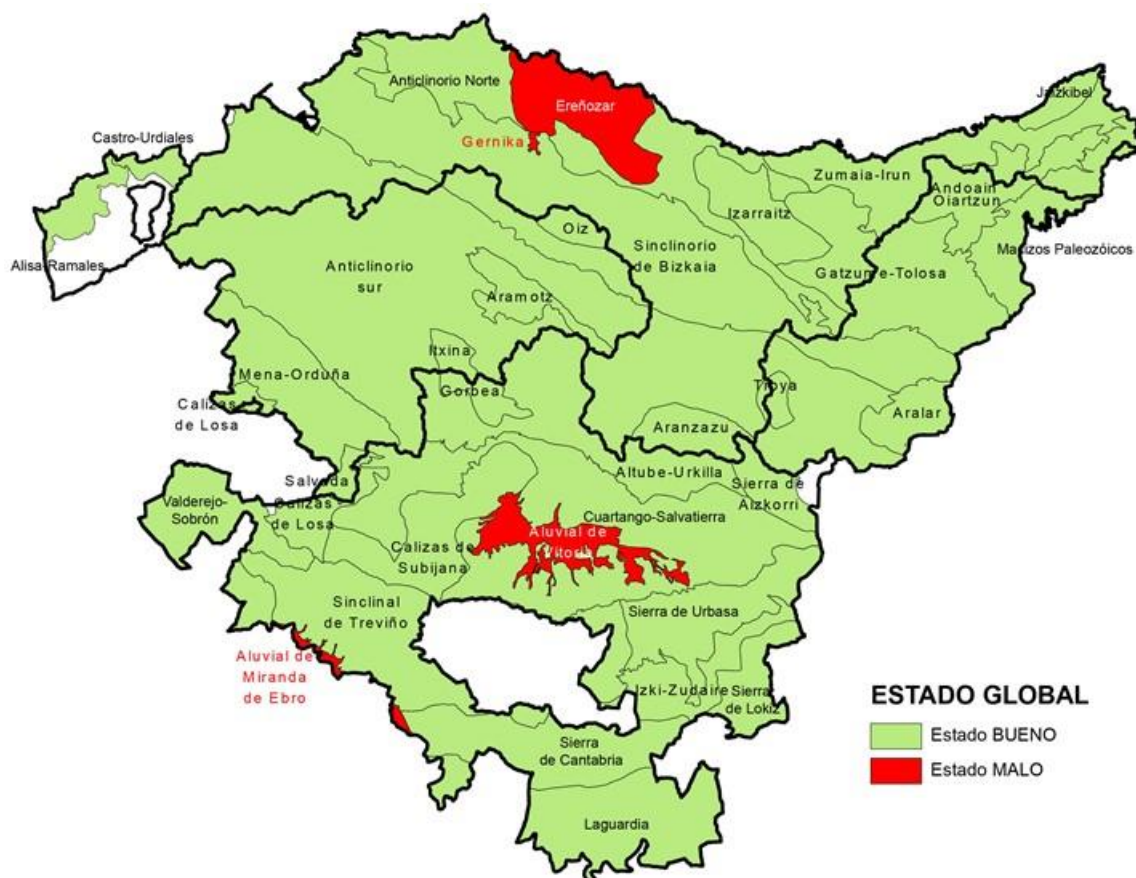 Anticlinorio Norte
Ereñozar
Jaizkibel
Castro-Urdiales
Gernika
Zumaia-Irun
Andoain
Oiartzun
Izarraitz
Oiz
Sinclinorio
de Bizkaia
Macizos Paleozóicos
Alisa-Ramales
Anticlinorio
sur
Gatzume-Tolosa
Aramotz
Itxina
Mena-Orduña
Gorbea
Troya
Calizas
de Losa
Aralar
Aranzazu
Altube-Urkilla
Salvada
Sierra de
Aizkorri
Valderejo-
Sobrón
Calizas
de Losa
Cuartango-Salvatierra
Aluvial de
Vitoria
Calizas de
Subijana
Sinclinal
de Treviño
Sierra de Urbasa
Aluvial de
Miranda
de Ebro
Izki-Zudaire
Sierra
de Lokiz
ESTADO GLOBAL
Estado BUENO
Estado MALO
Sierra
de Cantabria
Laguardia